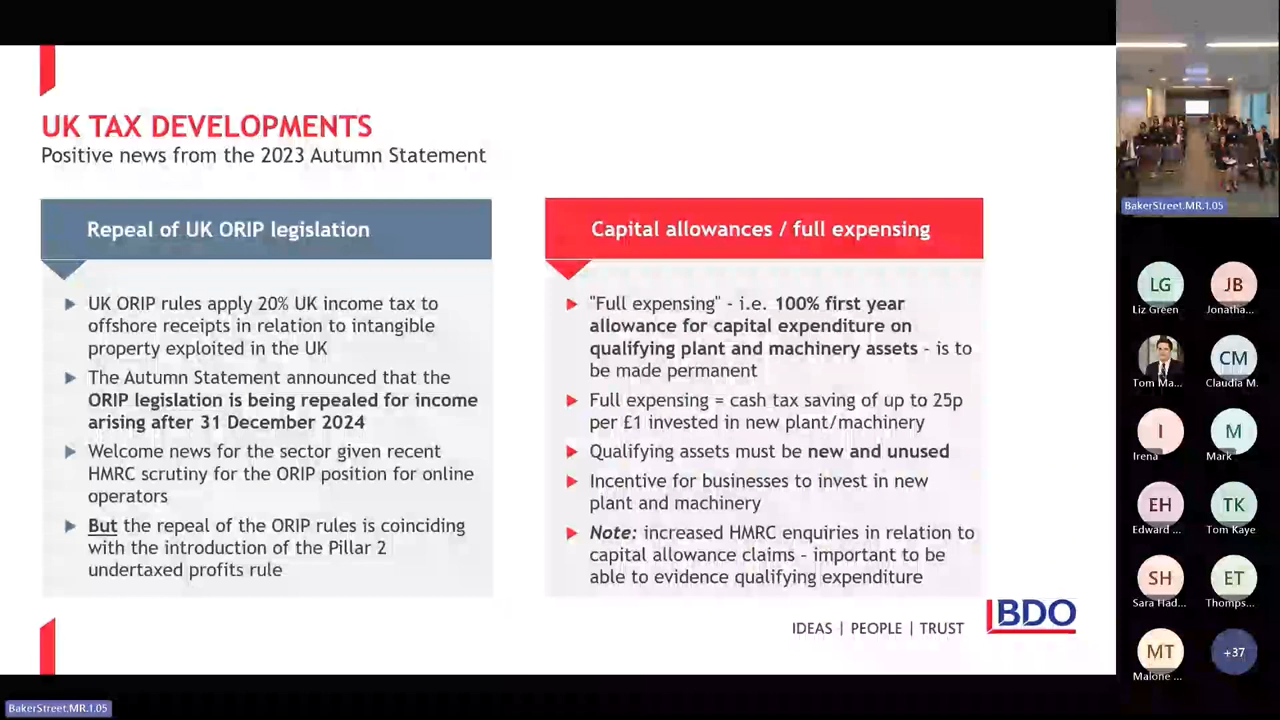 UK TAX DEVELOPMENTS
Positive news from the 2023 Autumn Statement
Repeal of UK ORIP legislation
UK ORIP rules apply 20% UK income tax to
offshore receipts in relation to intangible
property exploited in the UK
The Autumn Statement announced that the
ORIP legislation is being repealed for income
arising after 31 December 2024
Welcome news for the sector given recent
HMRC scrutiny for the ORIP position for online
operators
But the repeal of the ORIP rules is coinciding
with the introduction of the Pillar 2
undertaxed profits rule
Capital allowances / full expensing
"Full expensing" - i.e. 100% first year
allowance for capital expenditure on
qualifying plant and machinery assets - is to
be made permanent
Full expensing = cash tax saving of up to 25p
per £1 invested in new plant/machinery
Qualifying assets must be new and unused
Incentive for businesses to invest in new
plant and machinery
Note: increased HMRC enquiries in relation to
capital allowance claims - important to be
able to evidence qualifying expenditure
IDEAS | PEOPLE | TRUST
BDO
BakerStreet.MR.1.05
BakerStreet.MR.1.05
LG
Liz Green
JB
Jonatha...
Tom Ma...
CM
Claudia M.
I
Irena
M
Mark
EH
Edward ...
TK
Tom Kaye
SH
Sara Had...
ET
Thomps...
MT
Malone ...
+37